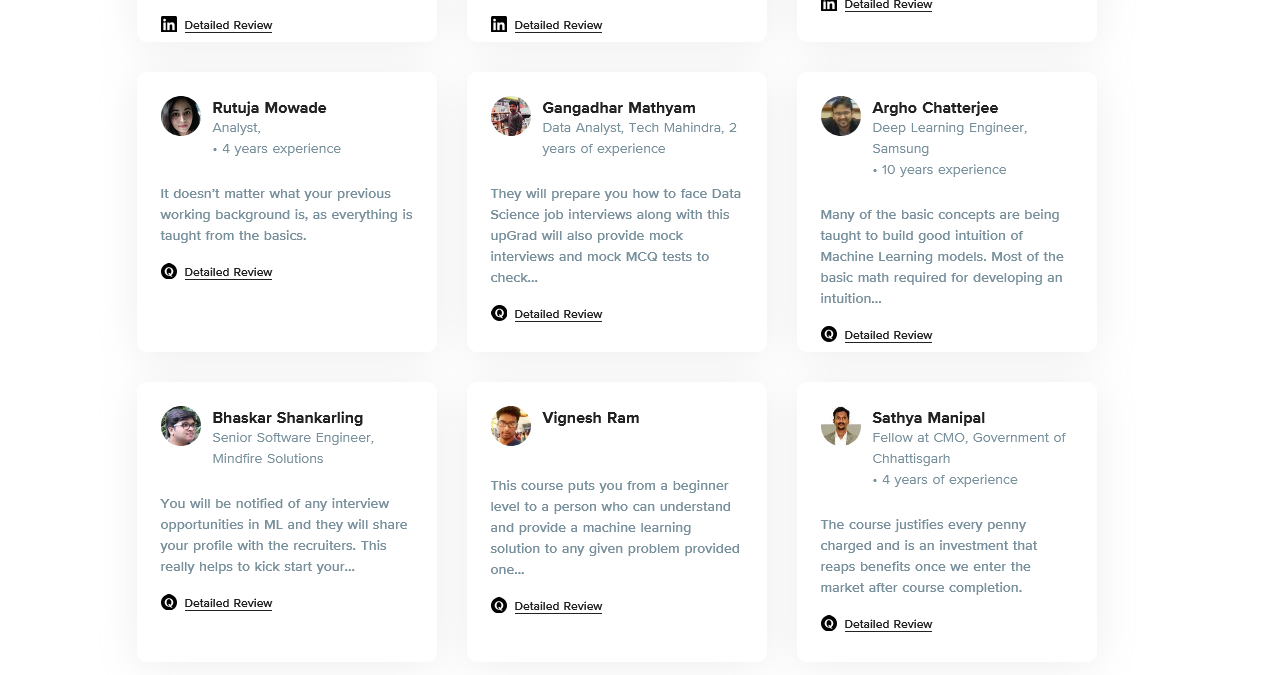 in Detailed Review
in Detailed Review
in Detailed Review
Rutuja Mowade
Analyst,
• 4 years experience
It doesn't matter what your previous
working background is, as everything is
taught from the basics.
Q Detailed Review
Gangadhar Mathyam
Data Analyst, Tech Mahindra, 2
years of experience
They will prepare you how to face Data
Science job interviews along with this
upGrad will also provide mock
interviews and mock MCQ tests to
check...
Q Detailed Review
Argho Chatterjee
Deep Learning Engineer,
Samsung
• 10 years experience
Many of the basic concepts are being
taught to build good intuition of
Machine Learning models. Most of the
basic math required for developing an
intuition...
Q Detailed Review
Bhaskar Shankarling
Senior Software Engineer,
Mindfire Solutions
You will be notified of any interview
opportunities in ML and they will share
your profile with the recruiters. This
really helps to kick start your...
Q Detailed Review
Vignesh Ram
This course puts you from a beginner
level to a person who can understand
and provide a machine learning
solution to any given problem provided
one...
Q Detailed Review
Sathya Manipal
Fellow at CMO, Government of
Chhattisgarh
• 4 years of experience
The course justifies every penny
charged and is an investment that
reaps benefits once we enter the
market after course completion.
Q Detailed Review